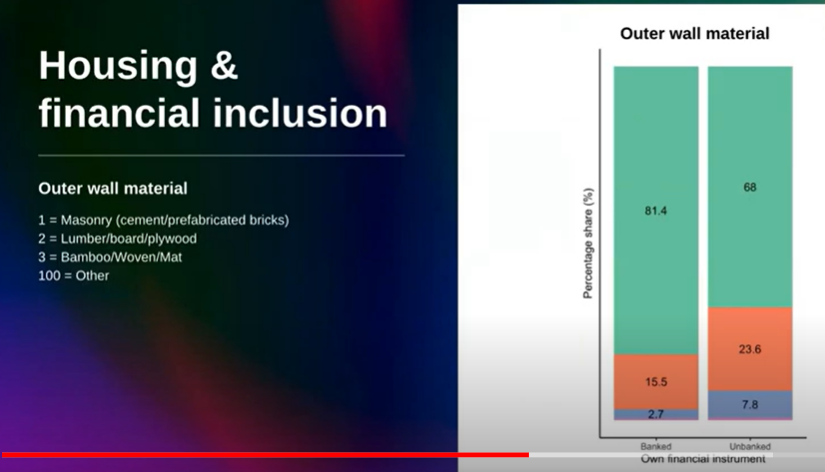 Housing &
financial inclusion
Outer wall material
1 = Masonry (cement/prefabricated bricks)
2 = Lumber/board/plywood
3 = Bamboo/Woven/Mat
100 = Other
Outer wall material
Percentage share (%)
81.4
68
15.5
23.6
2.7
7.8
Banked
Unbanked
Own financial instrument